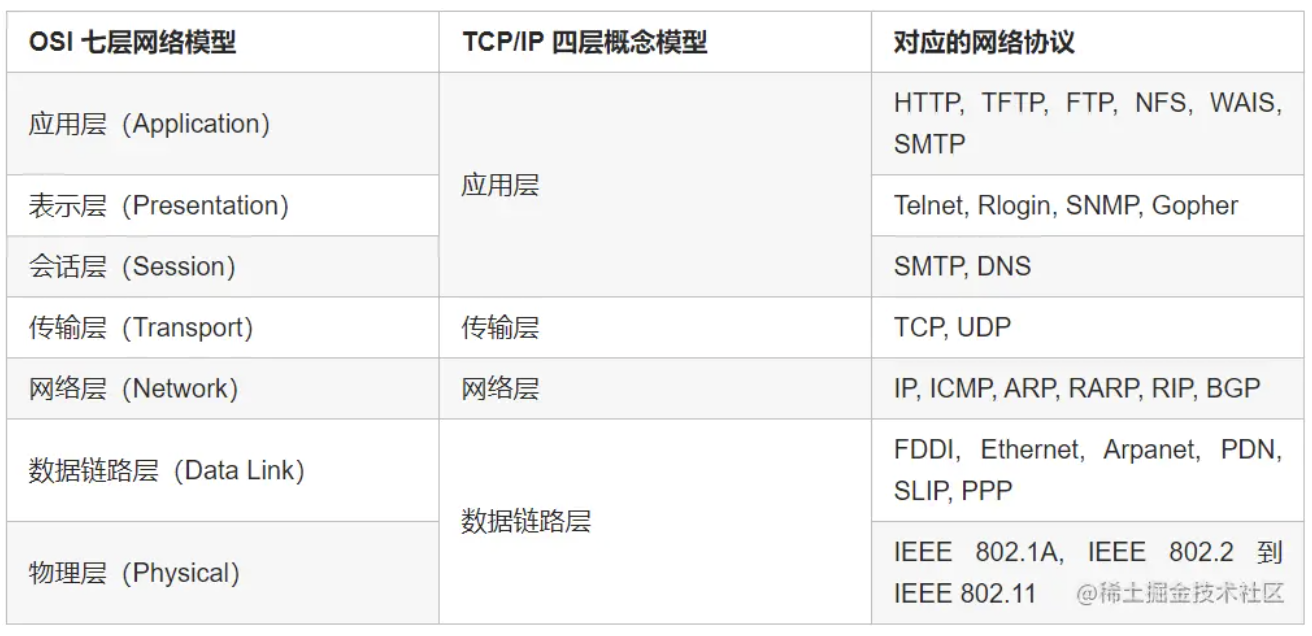 OSI 七层网络模型
TCP/IP 四层概念模型
对应的网络协议
应用层（Application）
应用层
HTTP, TFTP, FTP, NFS, WAIS,
SMTP
表示层（Presentation）
Telnet, Rlogin, SNMP, Gopher
会话层（Session）
SMTP, DNS
传输层（Transport）
传输层
TCP, UDP
网络层（Network）
网络层
IP, ICMP, ARP, RARP, RIP, BGP
数据链路层（Data Link）
数据链路层
FDDI, Ethernet, Arpanet, PDN,
SLIP, PPP
物理层（Physical）
IEEE 802.1A, IEEE 802.2 到
IEEE 802.11
@稀土掘金技术社区